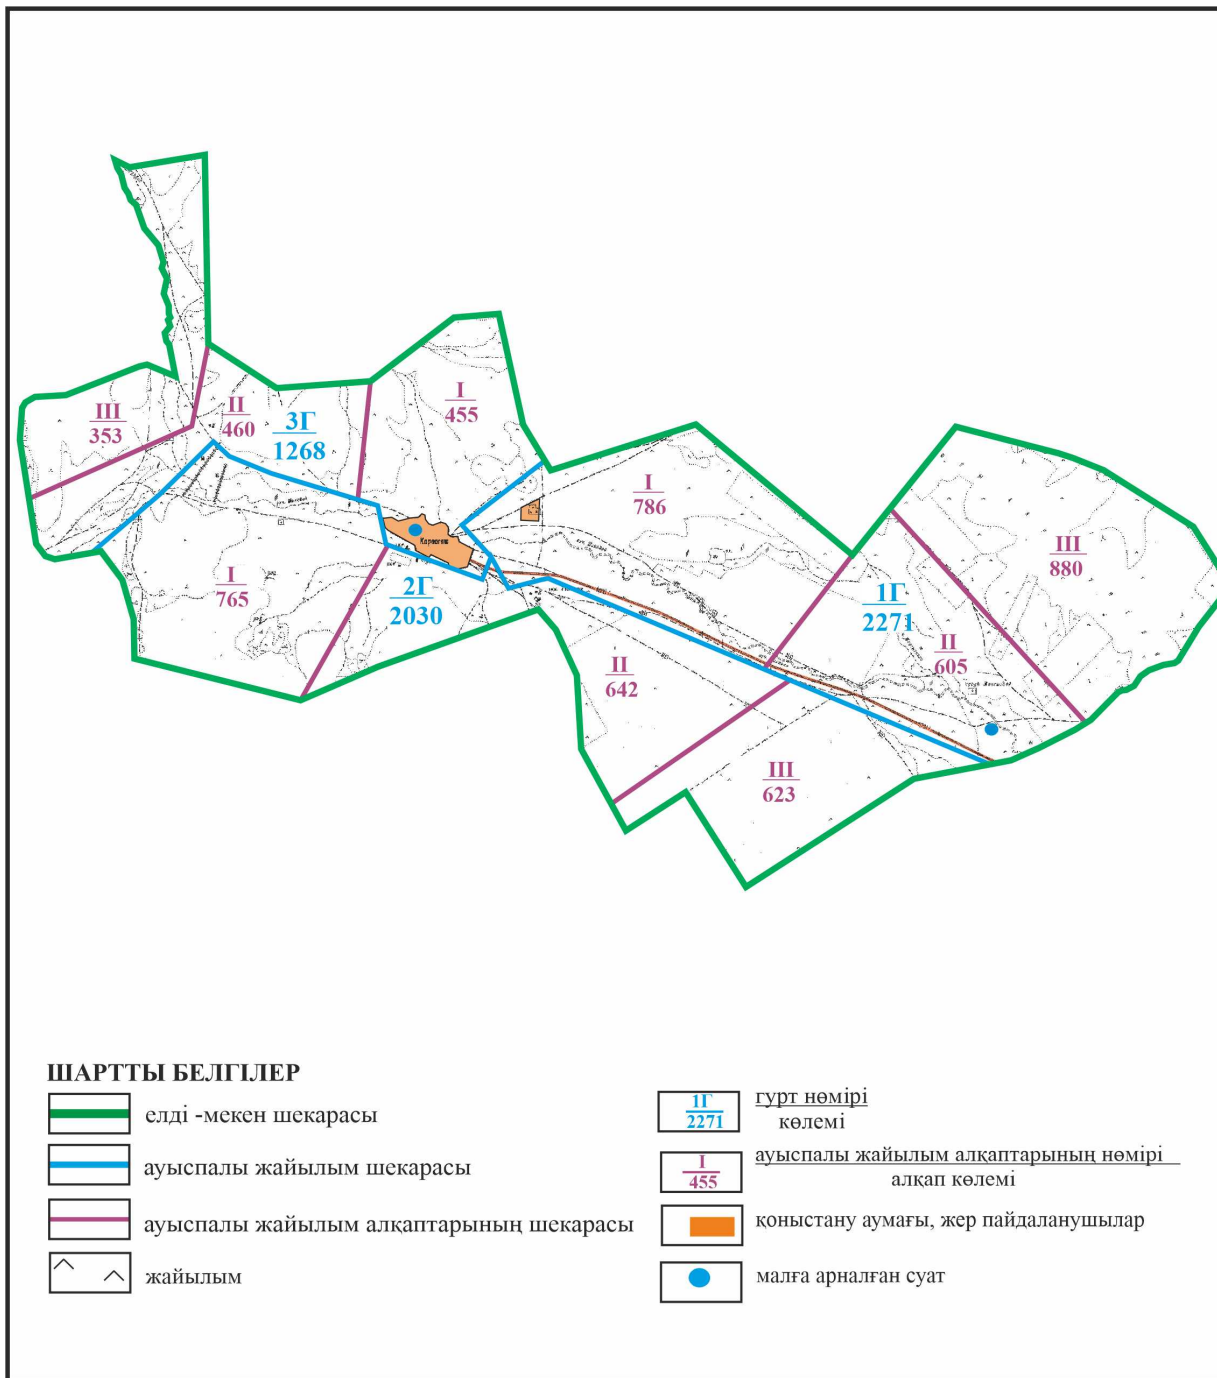 I
455
III
353
II
460
3Г
1268
I
786
III
880
I
765
2Г
2030
1Г
2271
II
605
II
642
III
623
ШАРТТЫ БЕЛГІЛЕР
елді -мекен шекарасы
ауыспалы жайылым шекарасы
ауыспалы жайылым алқаптарының шекарасы
жайылым
1Г
2271
гурт нөмірі
көлемі
I
455
ауыспалы жайылым алқаптарының нөмірі
алқап көлемі
қоныстану аумағы, жер пайдаланушылар
малға арналған суат